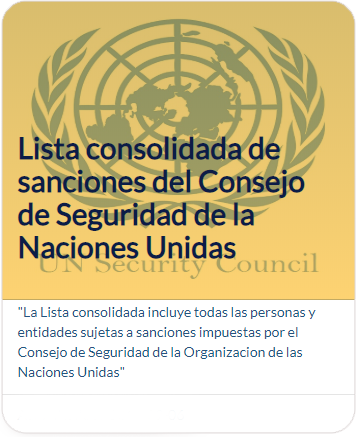 Lista consolidada de
sanciones del Consejo
de Seguridad de la
Naciones Unidas
UN Security Council
"La Lista consolidada incluye todas las personas y
entidades sujetas a sanciones impuestas por el
Consejo de Seguridad de la Organizacion de las
Naciones Unidas"